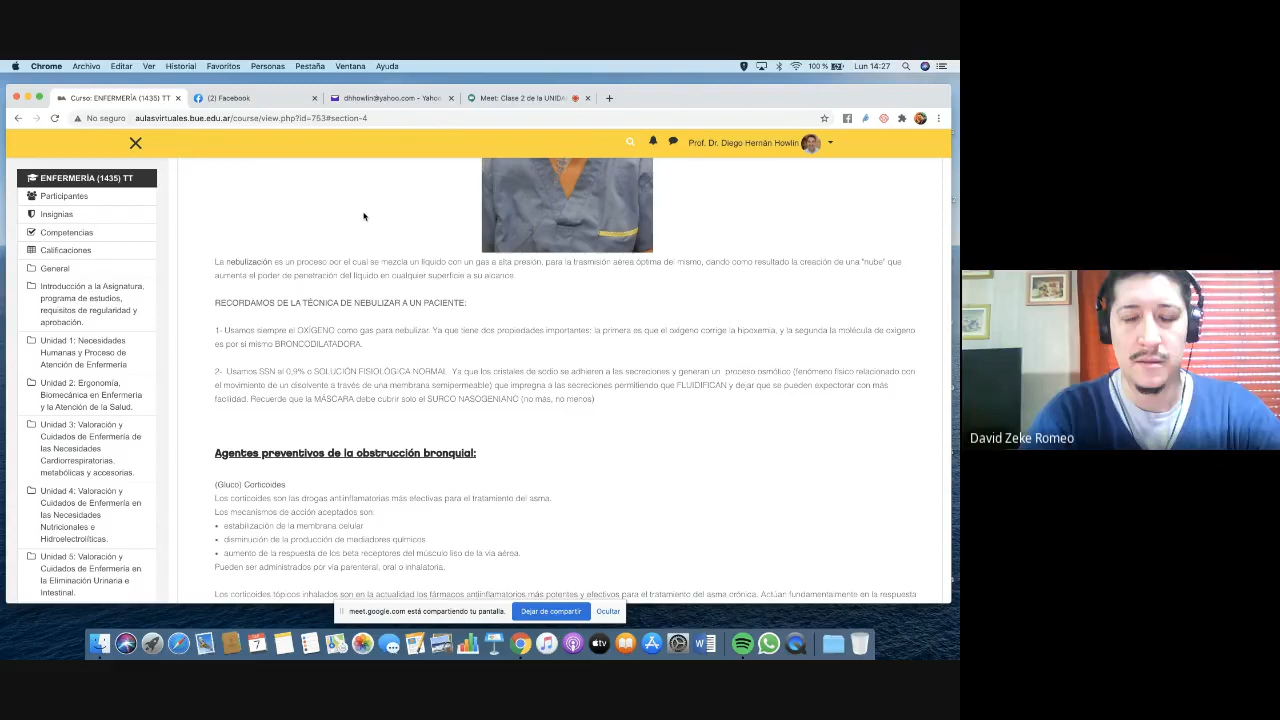 Chrome Archivo Editar Ver Historial Favoritos Personas Pestaña Ventana Ayuda 100 % Lun 14:27
Curso: ENFERMERÍA (1435) TT (2) Facebook dhhowlin@yahoo.com - Yahoo Meet: Clase 2 de la UNIDA
No seguro aulasvirtuales.bue.edu.ar/course/view.php?id=753#section-4
Prof. Dr. Diego Hernán Howlin
ENFERMERÍA (1435) TT
Participantes
Insignias
Competencias
Calificaciones
General
Introducción a la Asignatura,
programa de estudios,
requisitos de regularidad y
aprobación.
Unidad 1: Necesidades
Humanas y Proceso de
Atención de Enfermería
Unidad 2: Ergonomía,
Biomecánica en Enfermería
y la Atención de la Salud.
Unidad 3: Valoración y
Cuidados de Enfermería de
las Necesidades
Cardiorrespiratorias,
metabólicas y accesorias.
Unidad 4: Valoración y
Cuidados de Enfermería en
las Necesidades
Nutricionales e
Hidroelectrolíticas.
Unidad 5: Valoración y
Cuidados de Enfermería en
la Eliminación Urinaria e
Intestinal.
La nebulización es un proceso por el cual se mezcla un líquido con un gas a alta presión, para la trasmisión aérea óptima del mismo, dando como resultado la creación de una "nube" que
aumenta el poder de penetración del líquido en cualquier superficie a su alcance.
RECORDAMOS DE LA TÉCNICA DE NEBULIZAR A UN PACIENTE:
1- Usamos siempre el OXÍGENO como gas para nebulizar. Ya que tiene dos propiedades importantes: la primera es que el oxígeno corrige la hipoxemia, y la segunda la molécula de oxígeno
es por si mismo BRONCODILATADORA.
2- Usamos SSN al 0,9% o SOLUCIÓN FISIOLÓGICA NORMAL. Ya que los cristales de sodio se adhieren a las secreciones y generan un proceso osmótico (fenómeno físico relacionado con
el movimiento de un disolvente a través de una membrana semipermeable) que impregna a las secreciones permitiendo que FLUIDIFICAN y dejar que se pueden expectorar con más
facilidad. Recuerde que la MÁSCARA debe cubrir solo el SURCO NASOGENIANO (no más, no menos)
Agentes preventivos de la obstrucción bronquial:
(Gluco) Corticoides
Los corticoides son las drogas antiinflamatorias más efectivas para el tratamiento del asma.
Los mecanismos de acción aceptados son:
• estabilización de la membrana celular
• disminución de la producción de mediadores químicos
• aumento de la respuesta de los beta receptores del músculo liso de la vía aérea.
Pueden ser administrados por vía parenteral, oral o inhalatoria.
Los corticoides tópicos inhalados son en la actualidad los fármacos antiinflamatorios más potentes y efectivos para el tratamiento del asma crónica. Actúan fundamentalmente en la respuesta
meet.google.com está compartiendo tu pantalla. Dejar de compartir Ocultar
David Zeke Romeo